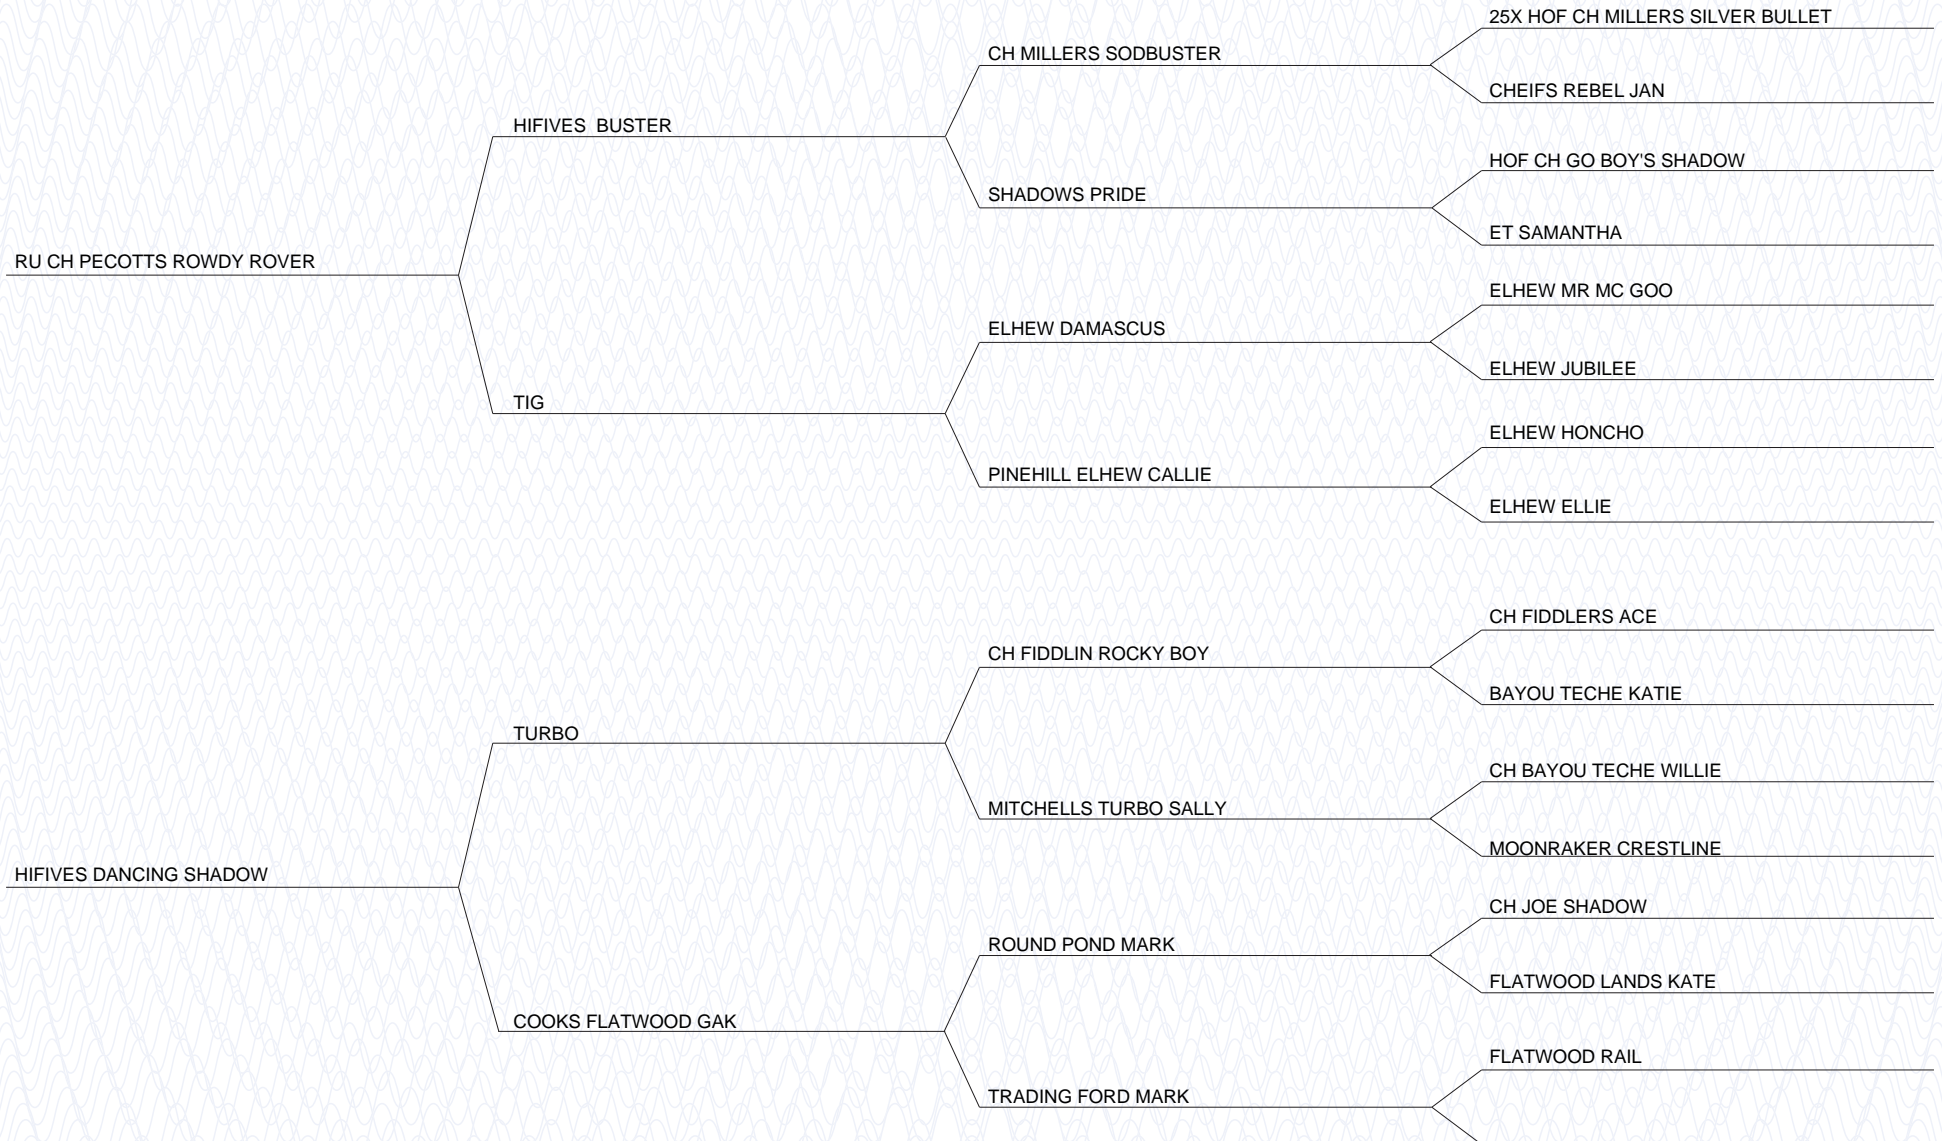 25X HOF CH MILLERS SILVER BULLET
CH MILLERS SODBUSTER
CHEIFS REBEL JAN
HIFIVES  BUSTER
HOF CH GO BOY'S SHADOW
SHADOWS PRIDE
ET SAMANTHA
RU CH PECOTTS ROWDY ROVER
ELHEW MR MC GOO
ELHEW DAMASCUS
ELHEW JUBILEE
TIG
ELHEW HONCHO
PINEHILL ELHEW CALLIE
ELHEW ELLIE
CH FIDDLERS ACE
CH FIDDLIN ROCKY BOY
BAYOU TECHE KATIE
TURBO
CH BAYOU TECHE WILLIE
MITCHELLS TURBO SALLY
MOONRAKER CRESTLINE
HIFIVES DANCING SHADOW
CH JOE SHADOW
ROUND POND MARK
FLATWOOD LANDS KATE
COOKS FLATWOOD GAK
FLATWOOD RAIL
TRADING FORD MARK